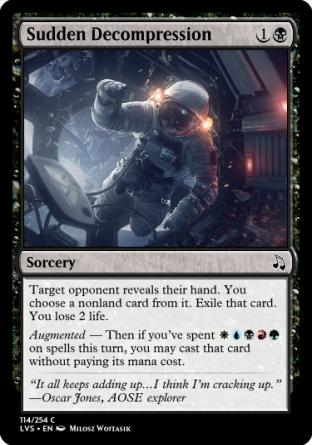 Sudden Decompression 1
Sorcery
Target opponent reveals their hand. You
choose a nonland card from it. Exile that card.
You lose 2 life.
Augmented — Then if you've spent
on spells this turn, you may cast that card
without paying its mana cost.
"It all keeps adding up...I think I'm cracking up."
—Oscar Jones, AOSE explorer
114/254 C
LVS • EN Milosz Wojtasik